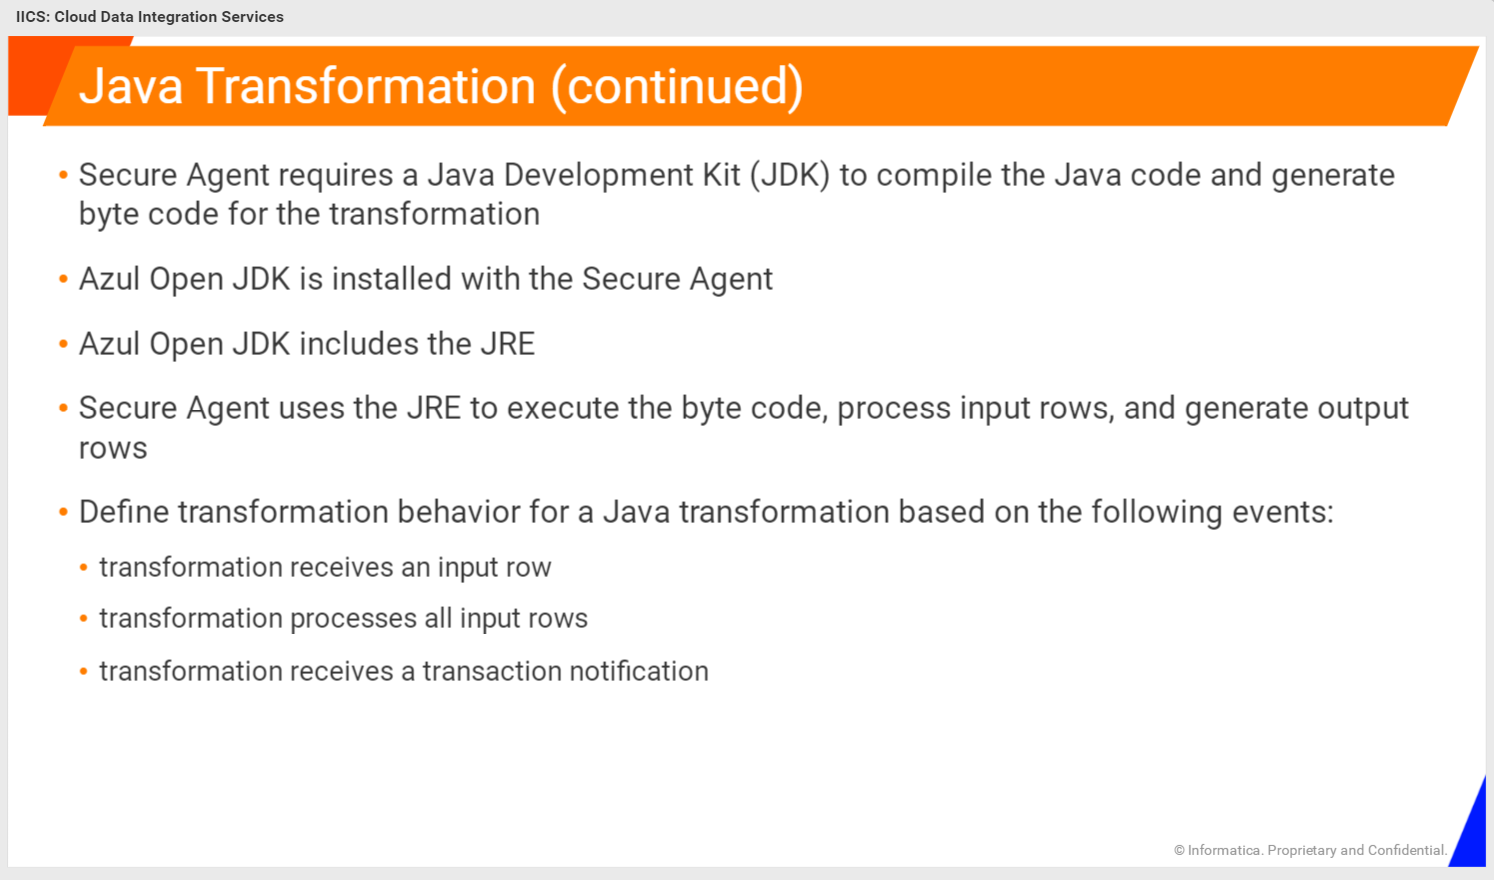 IICS: Cloud Data Integration Services
Java Transformation (continued)
• Secure Agent requires a Java Development Kit (JDK) to compile the Java code and generate
byte code for the transformation
• Azul Open JDK is installed with the Secure Agent
• Azul Open JDK includes the JRE
• Secure Agent uses the JRE to execute the byte code, process input rows, and generate output
rows
• Define transformation behavior for a Java transformation based on the following events:
• transformation receives an input row
• transformation processes all input rows
• transformation receives a transaction notification
© Informatica. Proprietary and Confidential.